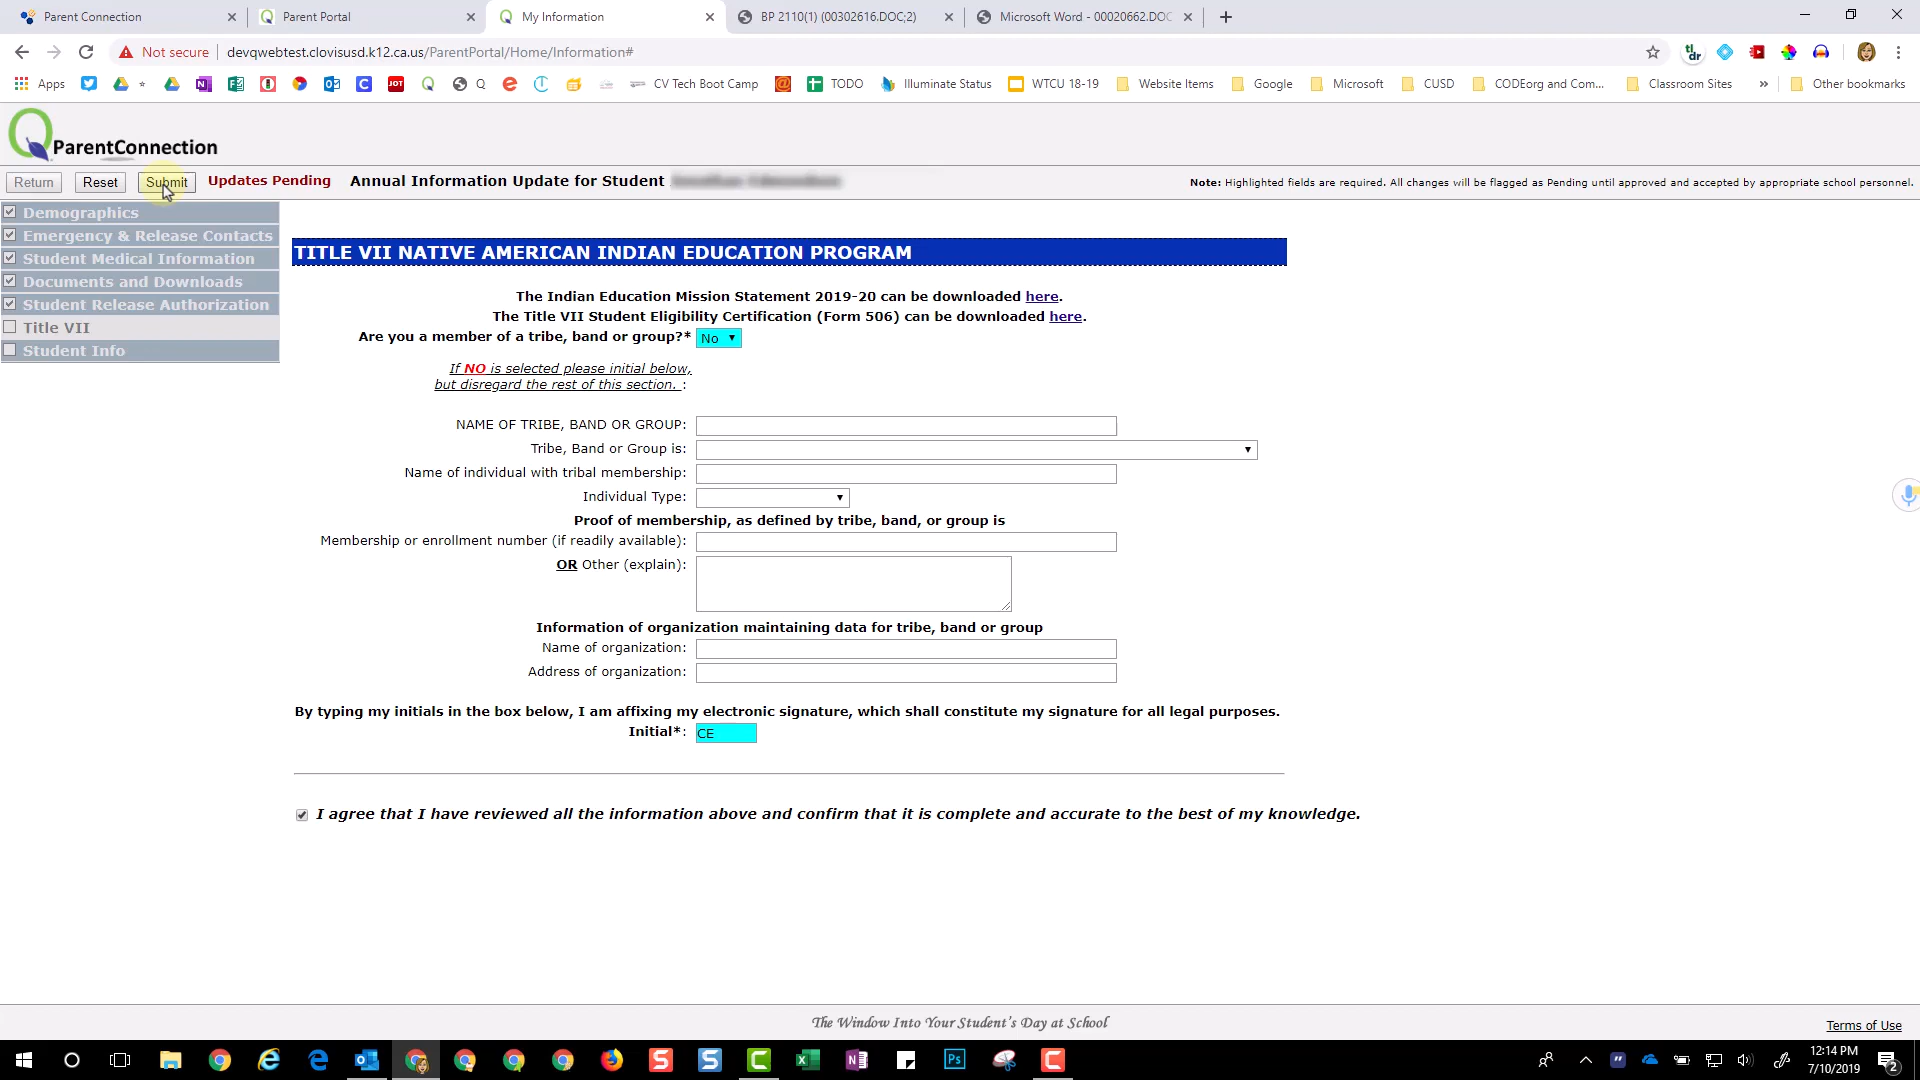 Parent Connection
Parent Portal
My Information
BP 2110(1) (00302616.DOC;2)
Microsoft Word - 00020662.DOC
Not secure
devqwebtest.clovisusd.k12.ca.us/ParentPortal/Home/Information#
tl;
dr
Apps
JOT
Q
CV Tech Boot Camp
TODO
Illuminate Status
WTCU 18-19
Website Items
Google
Microsoft
CUSD
CODEorg and Com...
Classroom Sites
»
Other bookmarks
ParentConnection
Return
Reset
Submit
Updates Pending
Annual Information Update for Student
Note: Highlighted fields are required. All changes will be flagged as Pending until approved and accepted by appropriate school personnel.
Demographics
Emergency & Release Contacts
Student Medical Information
Documents and Downloads
Student Release Authorization
Title VII
Student Info
TITLE VII NATIVE AMERICAN INDIAN EDUCATION PROGRAM
The Indian Education Mission Statement 2019-20 can be downloaded here.
The Title VII Student Eligibility Certification (Form 506) can be downloaded here.
Are you a member of a tribe, band or group?* No
If NO is selected please initial below,
but disregard the rest of this section. :
NAME OF TRIBE, BAND OR GROUP:
Tribe, Band or Group is:
Name of individual with tribal membership:
Individual Type:
Proof of membership, as defined by tribe, band, or group is
Membership or enrollment number (if readily available):
OR Other (explain):
Information of organization maintaining data for tribe, band or group
Name of organization:
Address of organization:
By typing my initials in the box below, I am affixing my electronic signature, which shall constitute my signature for all legal purposes.
Initial*: CE
I agree that I have reviewed all the information above and confirm that it is complete and accurate to the best of my knowledge.
The Window Into Your Student's Day at School
Terms of Use
12:14 PM
7/10/2019
2